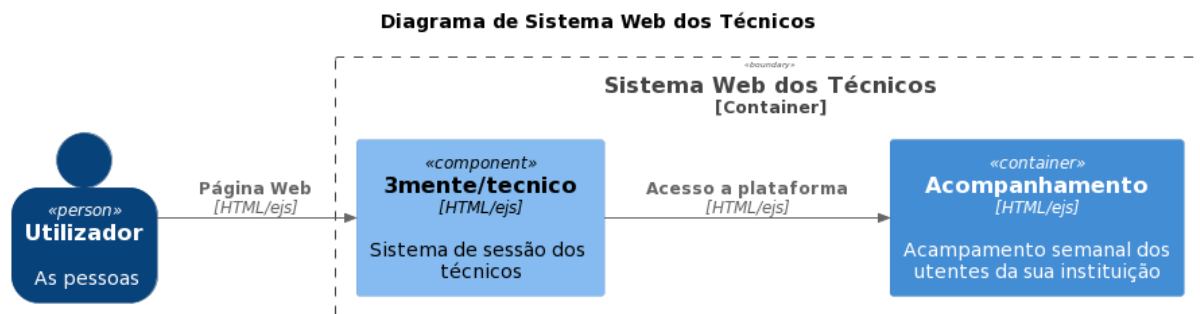 Diagrama de Sistema Web dos Técnicos
«boundary»
Sistema Web dos Técnicos
[Container]
«person»
Utilizador
As pessoas
Página Web
[HTML/ejs]
«component»
3mente/tecnico
[HTML/ejs]
Sistema de sessão dos
técnicos
Acesso a plataforma
[HTML/ejs]
«container»
Acompanhamento
[HTML/ejs]
Acampamento semanal dos
utentes da sua instituição